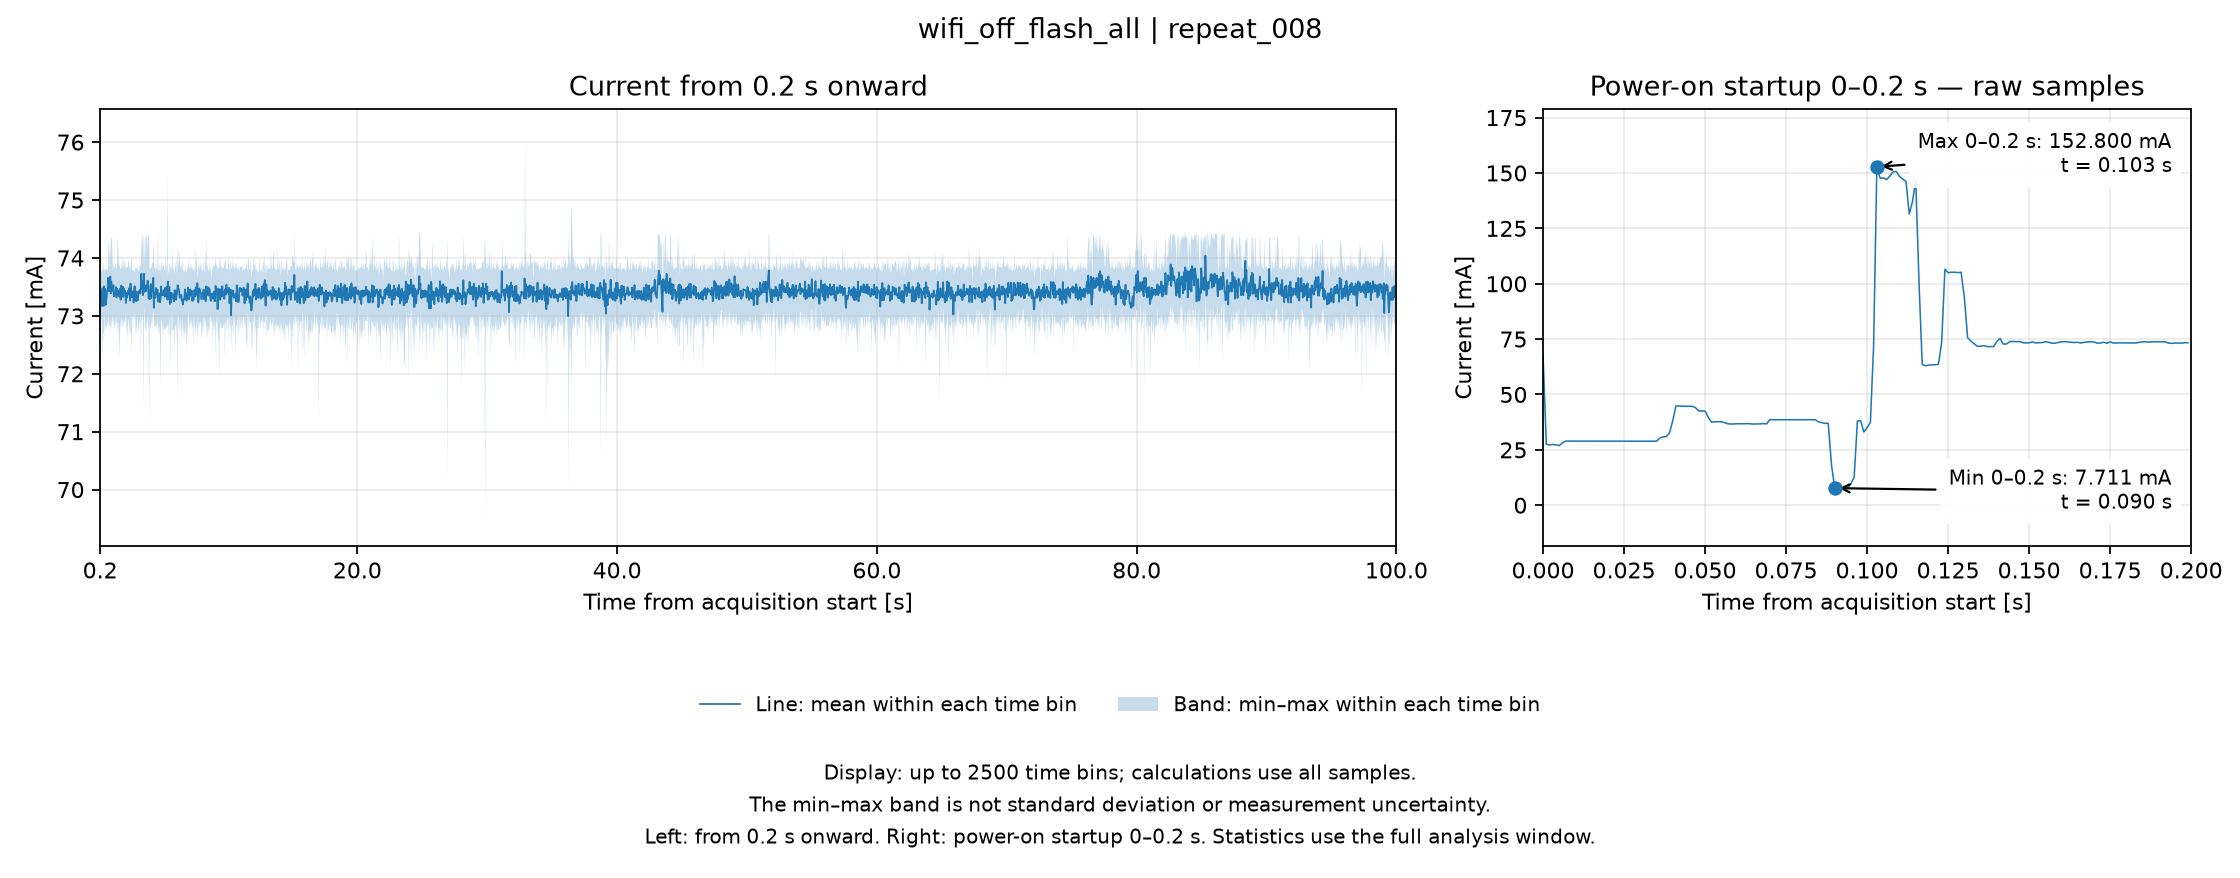 wifi_off_flash_all | repeat_008
Current from 0.2 s onward
Current [mA]
76
75
74
73
72
71
70
0.2
20.0
40.0
60.0
80.0
100.0
Time from acquisition start [s]
Power-on startup 0–0.2 s — raw samples
Current [mA]
175
150
125
100
75
50
25
0
Max 0–0.2 s: 152.800 mA
t = 0.103 s
Min 0–0.2 s: 7.711 mA
t = 0.090 s
0.000
0.025
0.050
0.075
0.100
0.125
0.150
0.175
0.200
Time from acquisition start [s]
Line: mean within each time bin
Band: min–max within each time bin
Display: up to 2500 time bins; calculations use all samples.
The min–max band is not standard deviation or measurement uncertainty.
Left: from 0.2 s onward. Right: power-on startup 0–0.2 s. Statistics use the full analysis window.